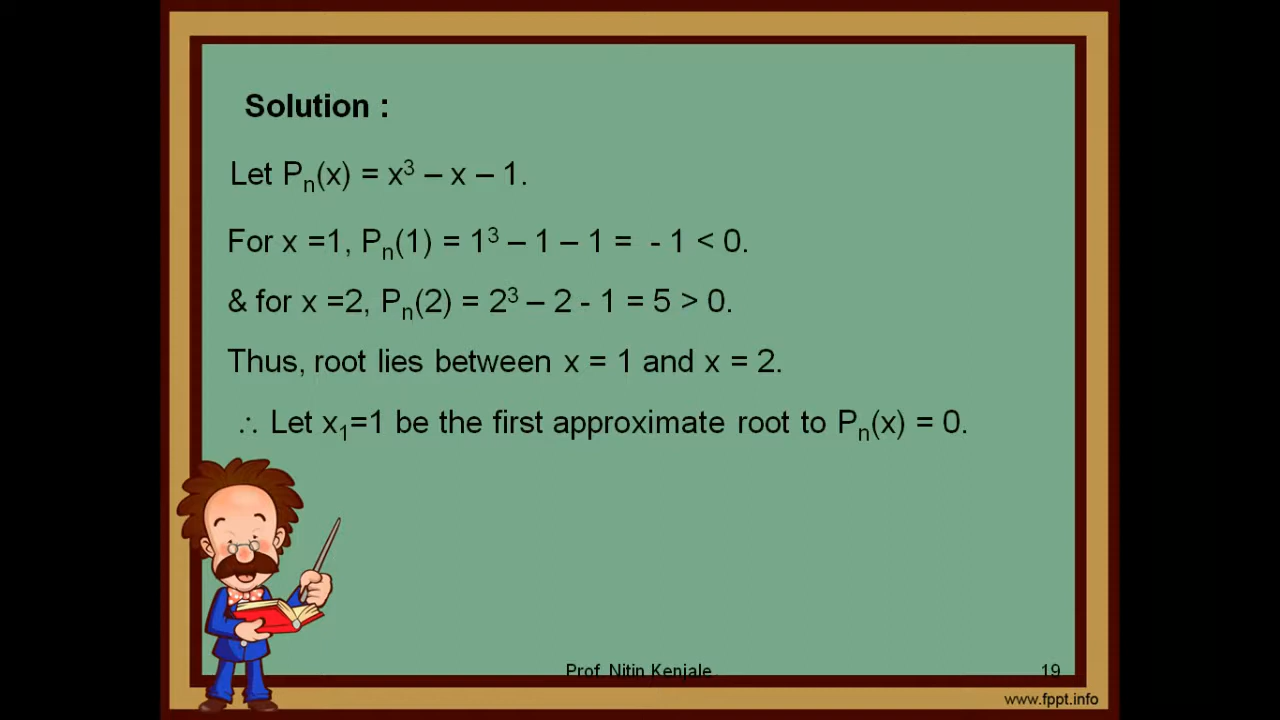 Solution :
Let Pn(x) = x³ – x – 1.
For x =1, Pn(1) = 1³ – 1 – 1 = - 1 < 0.
& for x =2, Pn(2) = 2³ – 2 - 1 = 5 > 0.
Thus, root lies between x = 1 and x = 2.
∴ Let x₁=1 be the first approximate root to Pn(x) = 0.
Prof. Nitin Kenjale
19
www.fppt.info